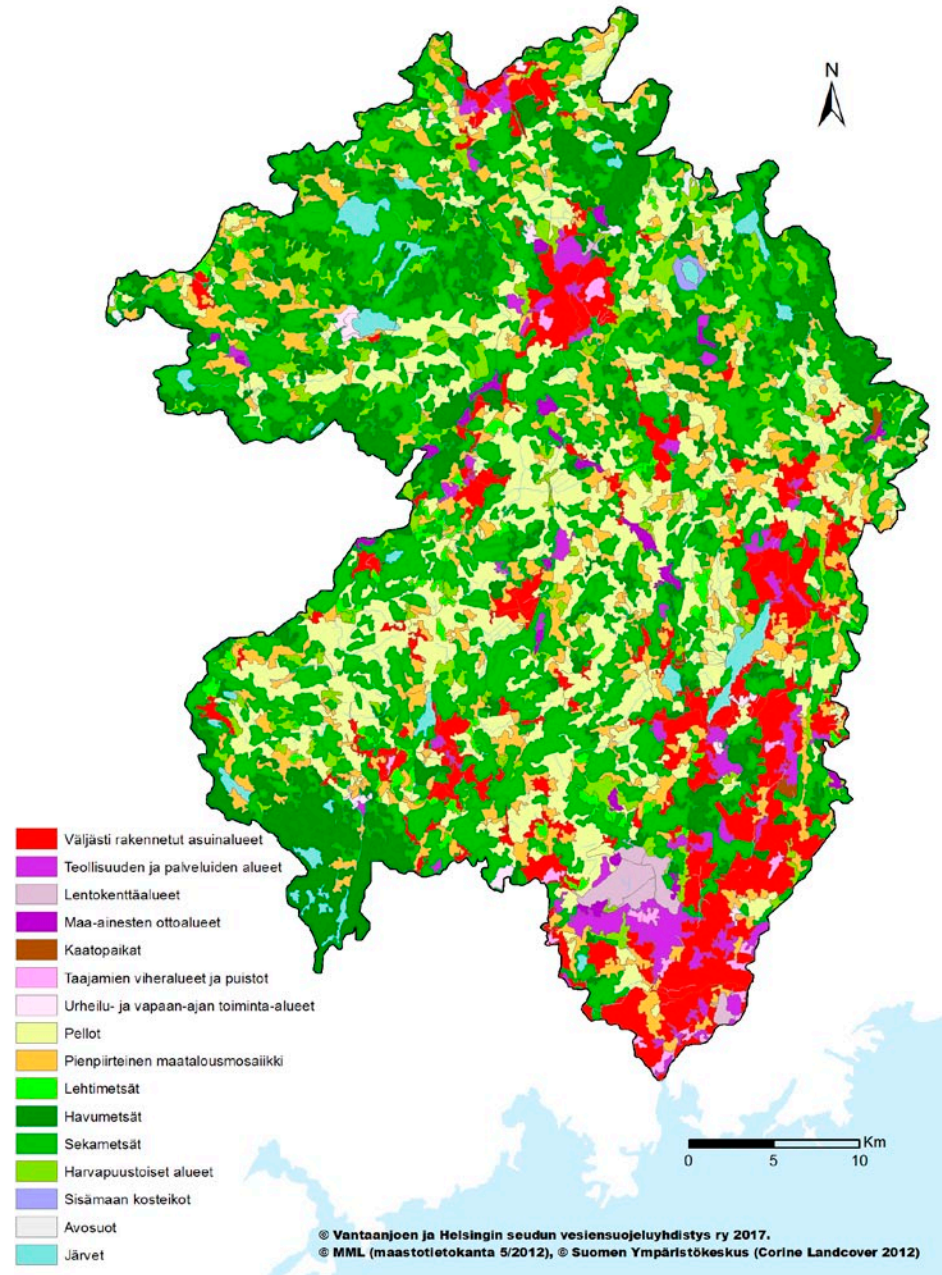 N
Väljästi rakennetut asuinalueet
Teollisuuden ja palveluiden alueet
Lentokenttäalueet
Maa-ainesten ottoalueet
Kaatopaikat
Taajamien viheralueet ja puistot
Urheilu- ja vapaan-ajan toiminta-alueet
Pellot
Pienpiirteinen maatalousmosaiikki
Lehtimetsät
Havumetsät
Sekametsät
Harvapuustoiset alueet
Sisämaan kosteikot
Avosuot
Järvet
Km
0 5 10
© Vantaanjoen ja Helsingin seudun vesiensuojeluyhdistys ry 2017.
© MML (maastotietokanta 5/2012), © Suomen Ympäristökeskus (Corine Landcover 2012)